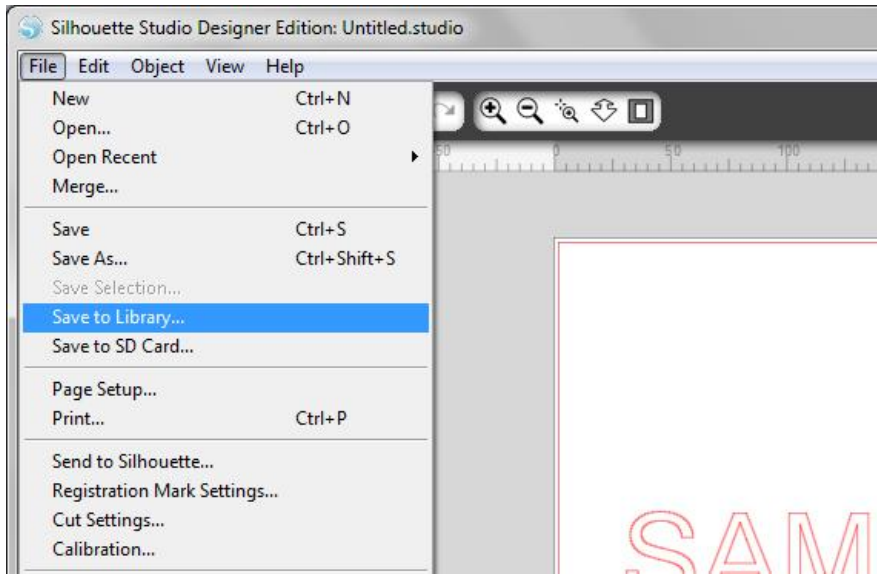 Silhouette Studio Designer Edition: Untitled.studio
File Edit Object View Help
New Ctrl+N
Open... Ctrl+O
Open Recent
Merge...
Save Ctrl+S
Save As... Ctrl+Shift+S
Save Selection...
Save to Library...
Save to SD Card...
Page Setup...
Print... Ctrl+P
Send to Silhouette...
Registration Mark Settings...
Cut Settings...
Calibration...
50 0 50 100
SAM